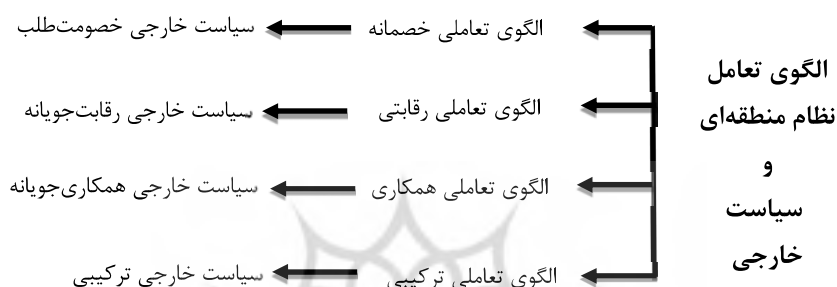 الگوی تعامل
نظام منطقه‌ای
و
سیاست
خارجی
الگوی تعاملی خصمانه
سیاست خارجی خصومت‌طلب
الگوی تعاملی رقابتی
سیاست خارجی رقابت‌جویانه
الگوی تعاملی همکاری
سیاست خارجی همکاری‌جویانه
الگوی تعاملی ترکیبی
سیاست خارجی ترکیبی